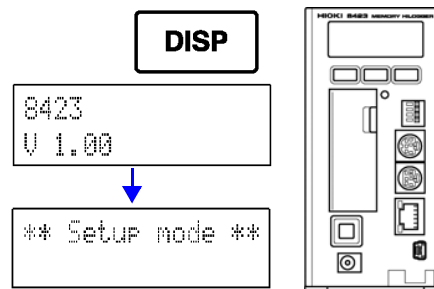 DISP
8423
V 1.00
** Setup mode **
HIOKI 8423 MEMORY HiLOGGER